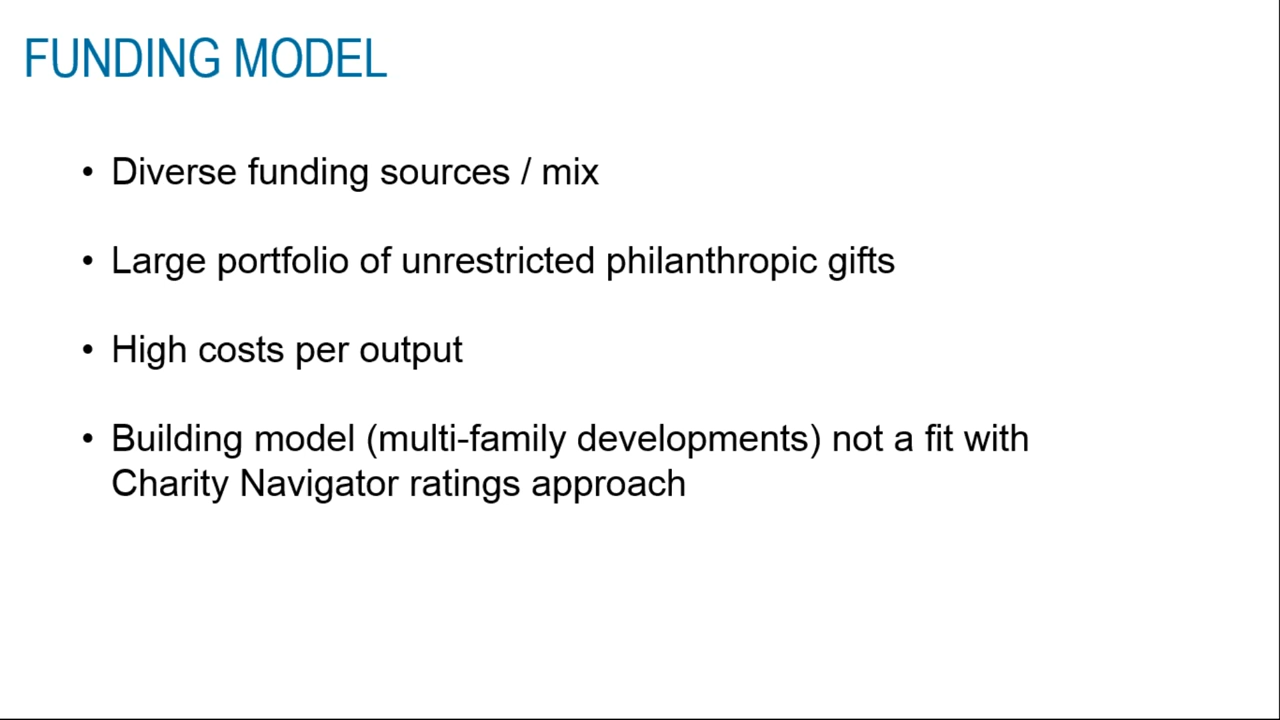 FUNDING MODEL
• Diverse funding sources / mix
• Large portfolio of unrestricted philanthropic gifts
• High costs per output
• Building model (multi-family developments) not a fit with
Charity Navigator ratings approach